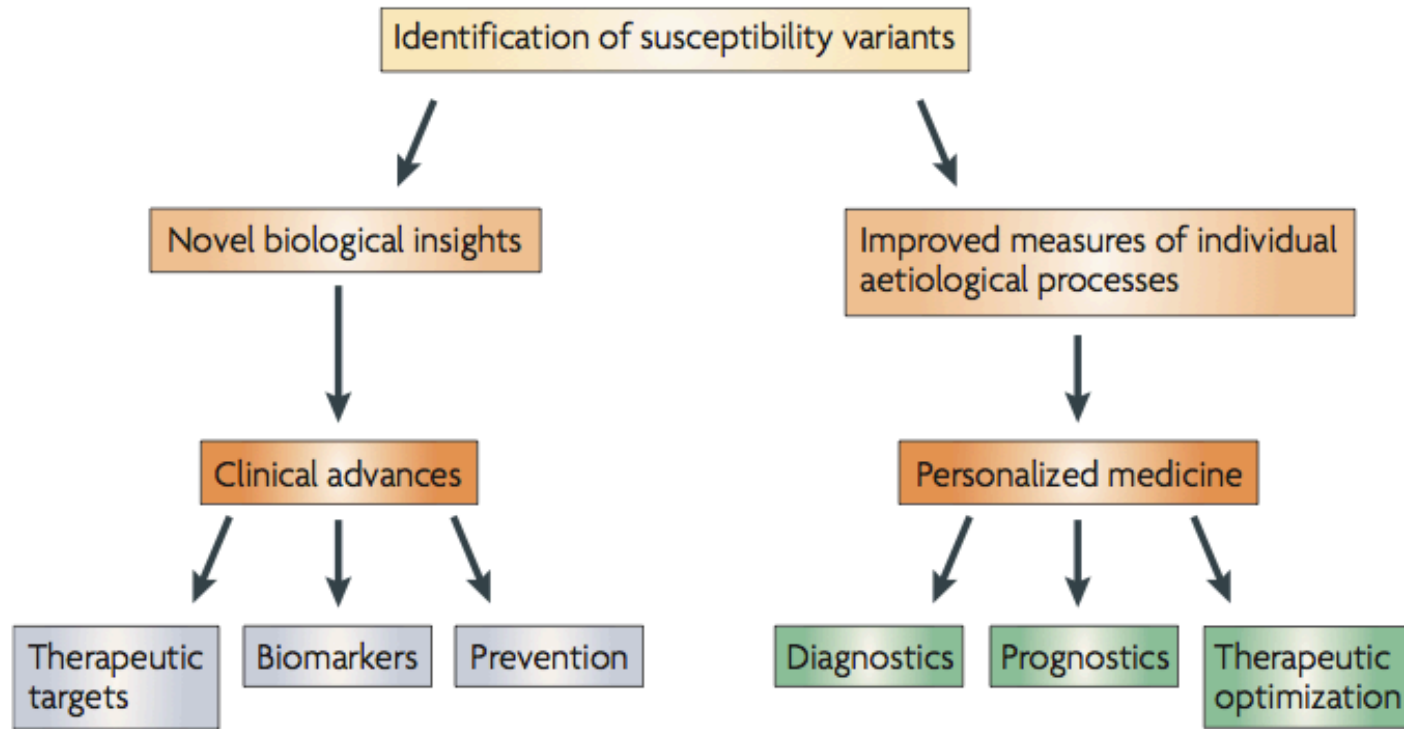 Identification of susceptibility variants
Novel biological insights
Improved measures of individual
aetiological processes
Clinical advances
Personalized medicine
Therapeutic
targets
Biomarkers
Prevention
Diagnostics
Prognostics
Therapeutic
optimization